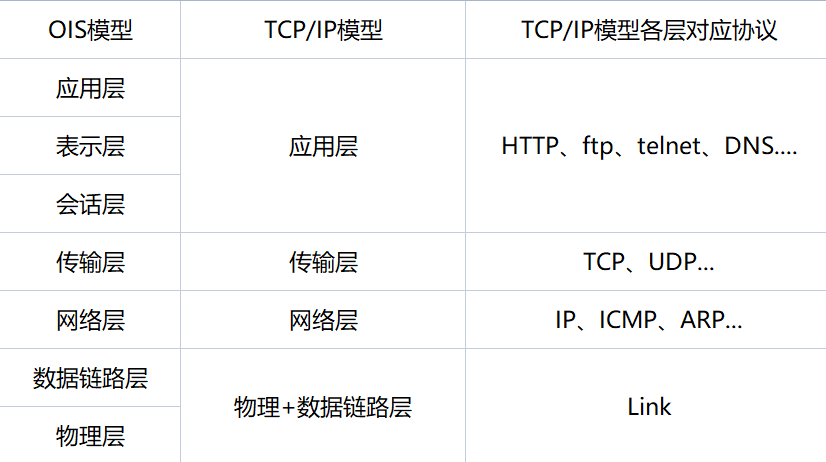 OIS模型 TCP/IP模型 TCP/IP模型各层对应协议
应用层
表示层 应用层 HTTP、ftp、telnet、DNS....
会话层
传输层 传输层 TCP、UDP...
网络层 网络层 IP、ICMP、ARP...
数据链路层
物理+数据链路层 Link
物理层